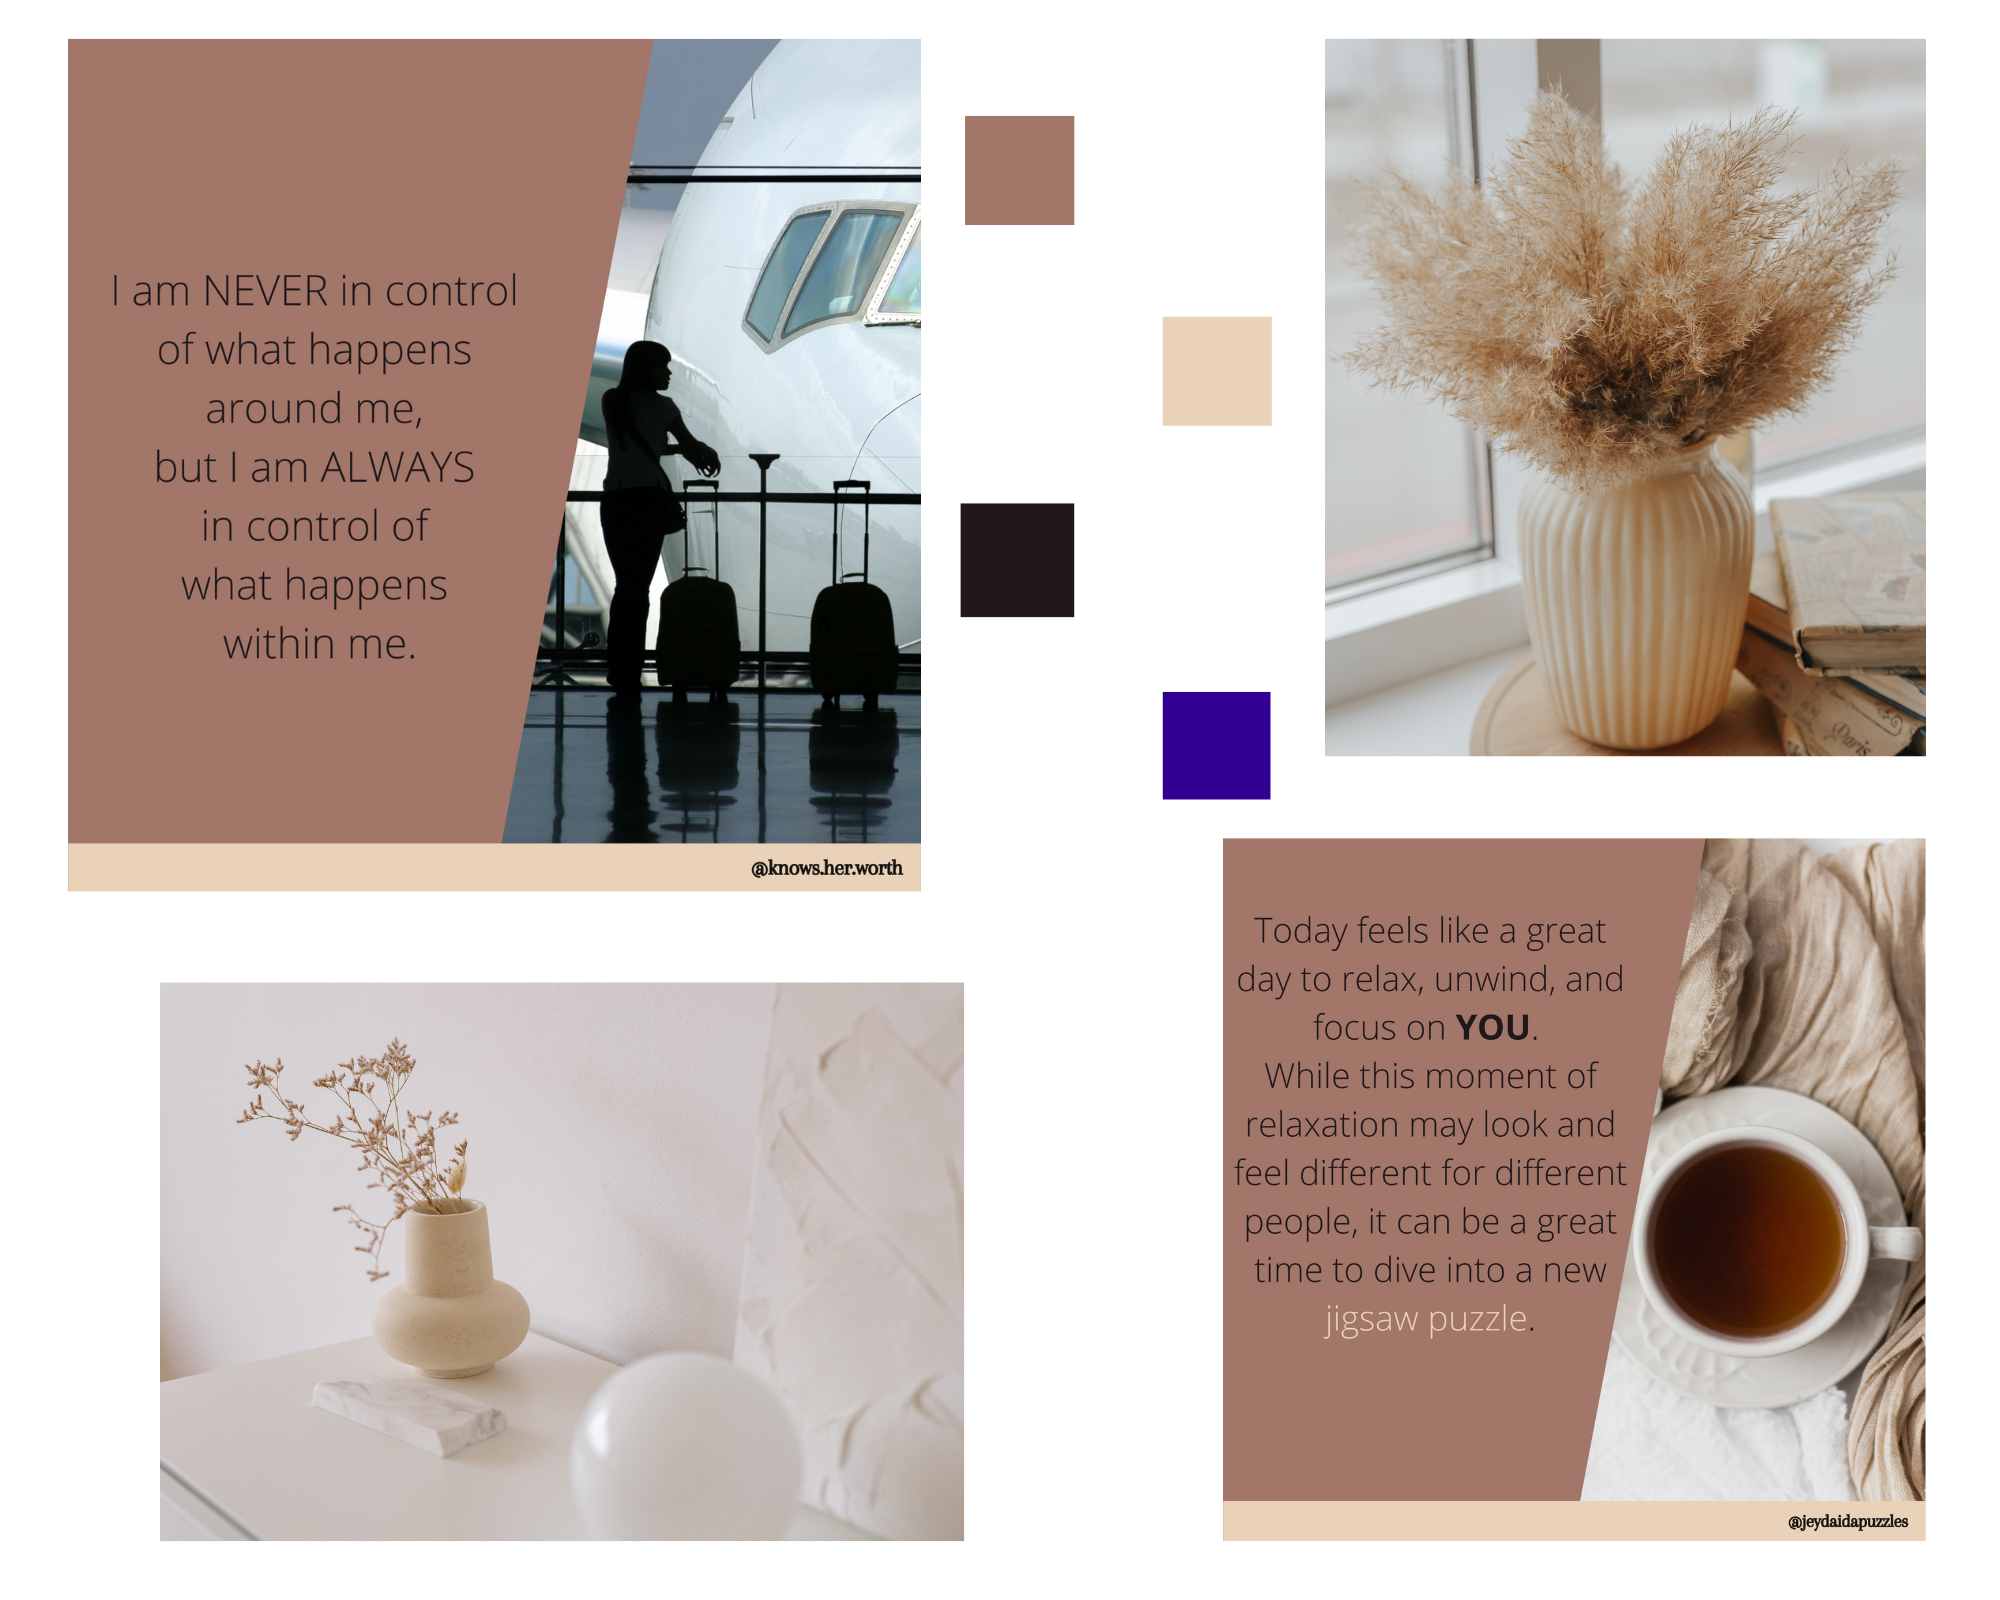 I am NEVER in control
of what happens
around me,
but I am ALWAYS
in control of
what happens
within me.
@knows.her.worth
Paris
Today feels like a great
day to relax, unwind, and
focus on YOU.
While this moment of
relaxation may look and
feel different for different
people, it can be a great
time to dive into a new
jigsaw puzzle.
@jeydaidapuzzles